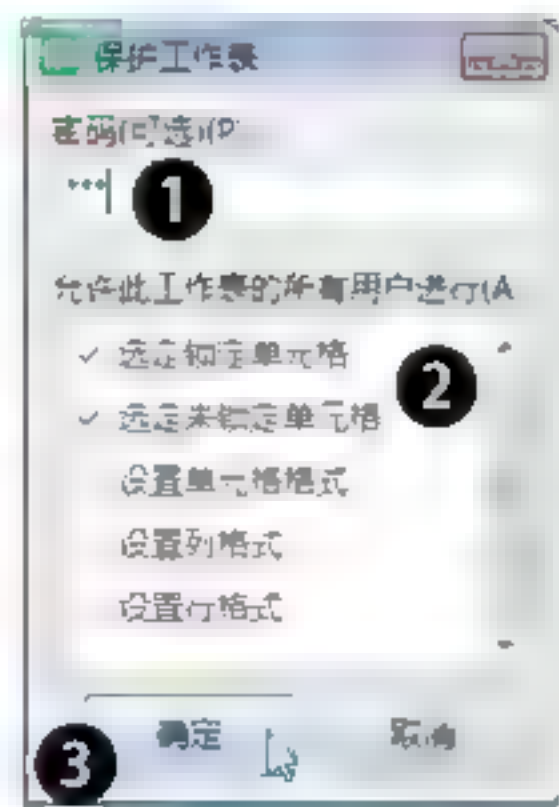 保护工作表
密码(可选)(P
***
1
允许此工作表的所有用户进行(A
选定锁定单元格
2
选定未锁定单元格
设置单元格格式
设置列格式
设置行格式
3
确定
取消